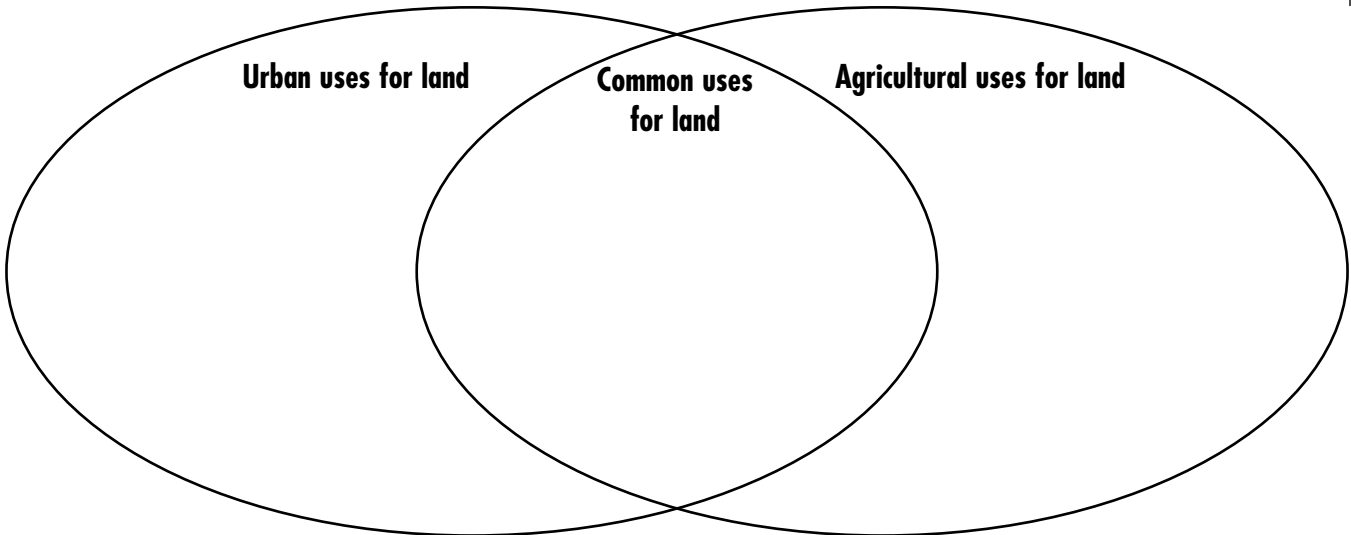 Urban uses for land
Common uses
for land
Agricultural uses for land